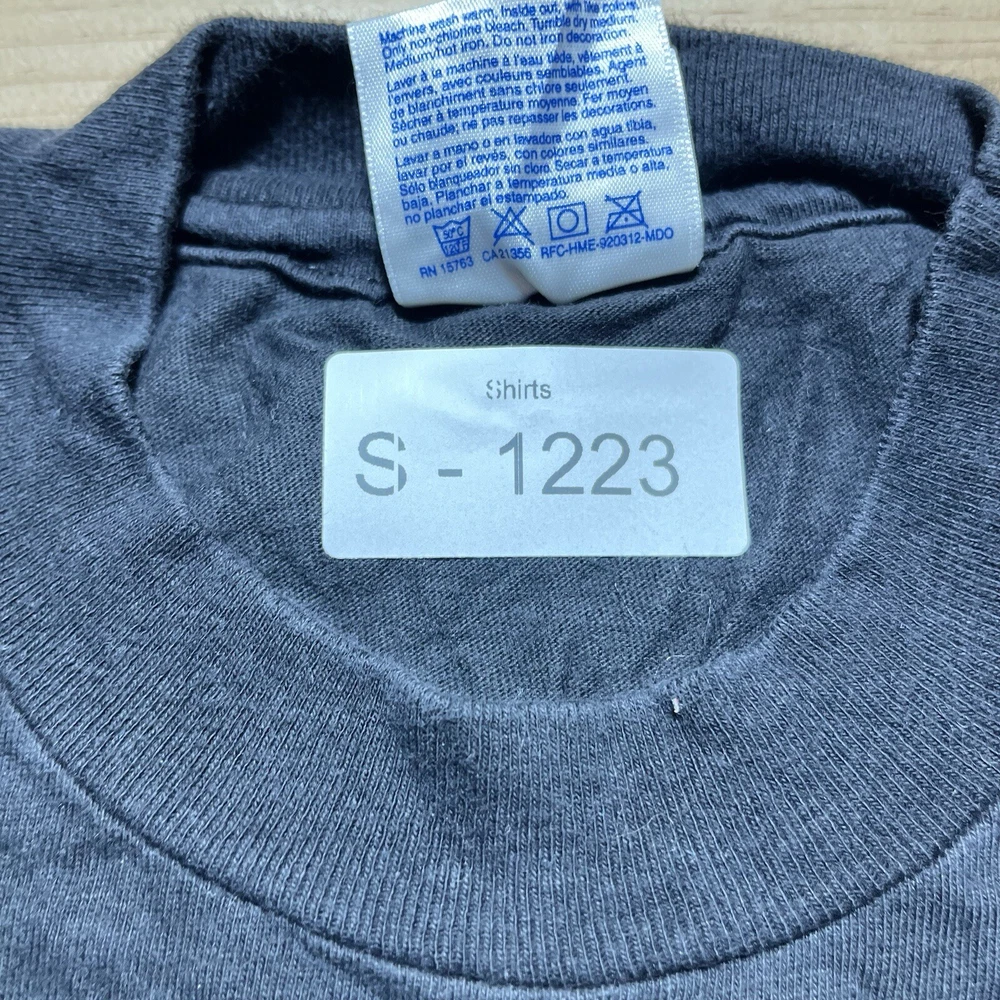 Machine wash warm, inside out, with like colors.
Only non-chlorine bleach. Tumble dry medium.
Medium/hot iron. Do not iron decoration.
Laver à la machine à l'eau tiède, vêtement à
l'envers, avec couleurs semblables. Agent
de blanchiment sans chlore seulement.
Sécher à température moyenne. Fer moyen
ou chaude; ne pas repasser les decorations.
Lavar a mano o en lavadora con agua tibia,
lavar por el revés, con colores similares.
Sólo blanqueador sin cloro. Secar a temperatura
baja. Planchar a temperatura media o alta,
no planchar el estampado.
50°C
120°F
RN 15763 CA21356 RFC-HME-920312-MDO
Shirts
S - 1223